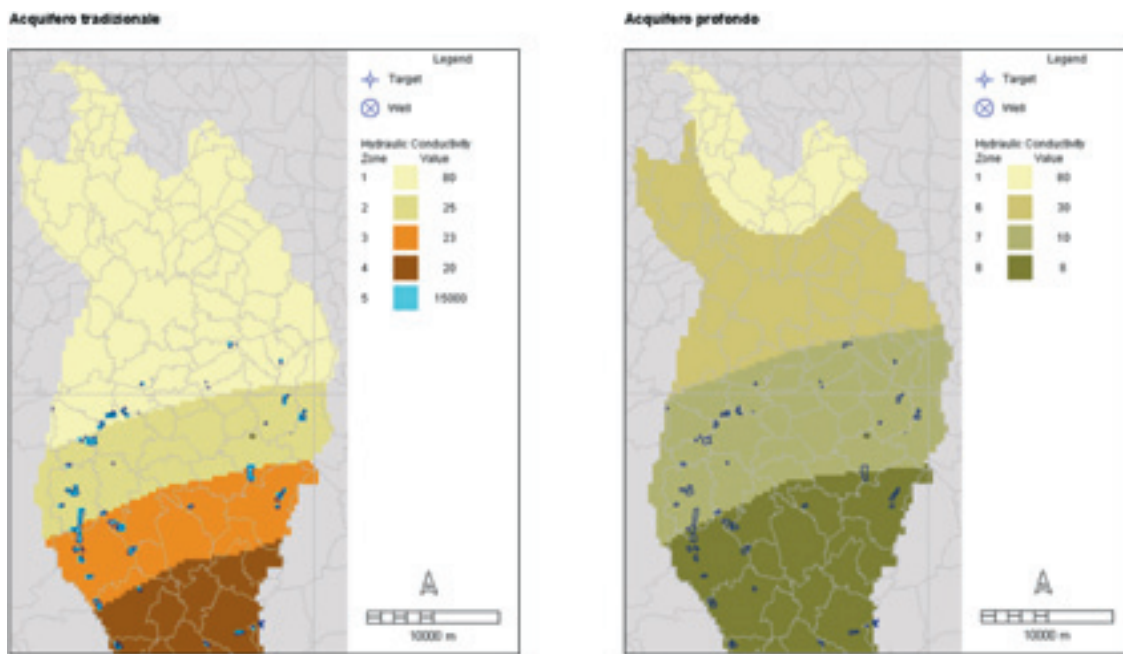 Acquifero tradizionale
Legend
Target
Well
Hydraulic Conductivity
Zone Value
1 80
2 25
3 23
4 20
5 15000
10000 m
Acquifero profondo
Legend
Target
Well
Hydraulic Conductivity
Zone Value
1 80
6 30
7 10
8
10000 m